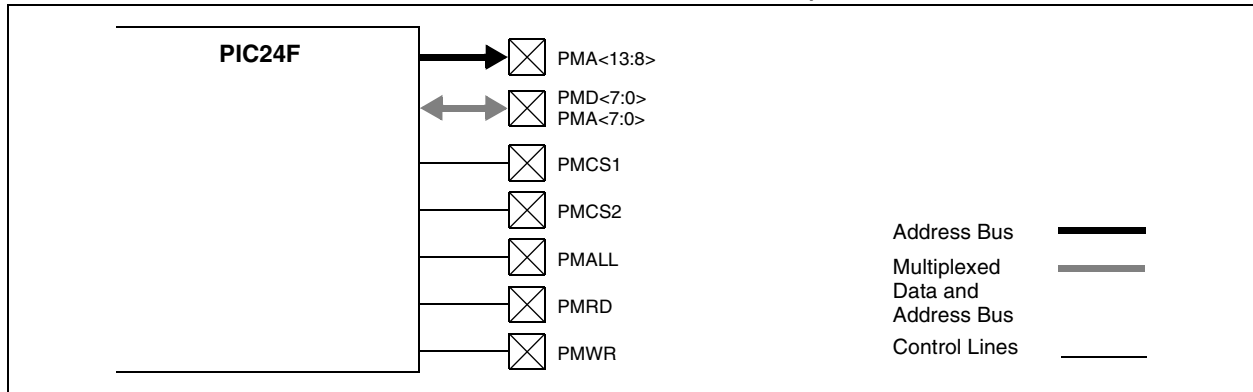 PIC24F
PMA<13:8>
PMD<7:0>
PMA<7:0>
PMCS1
PMCS2
PMALL
PMRD
PMWR
Address Bus
Multiplexed
Data and
Address Bus
Control Lines